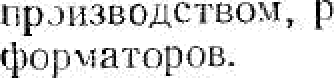 производством, р
форматоров.